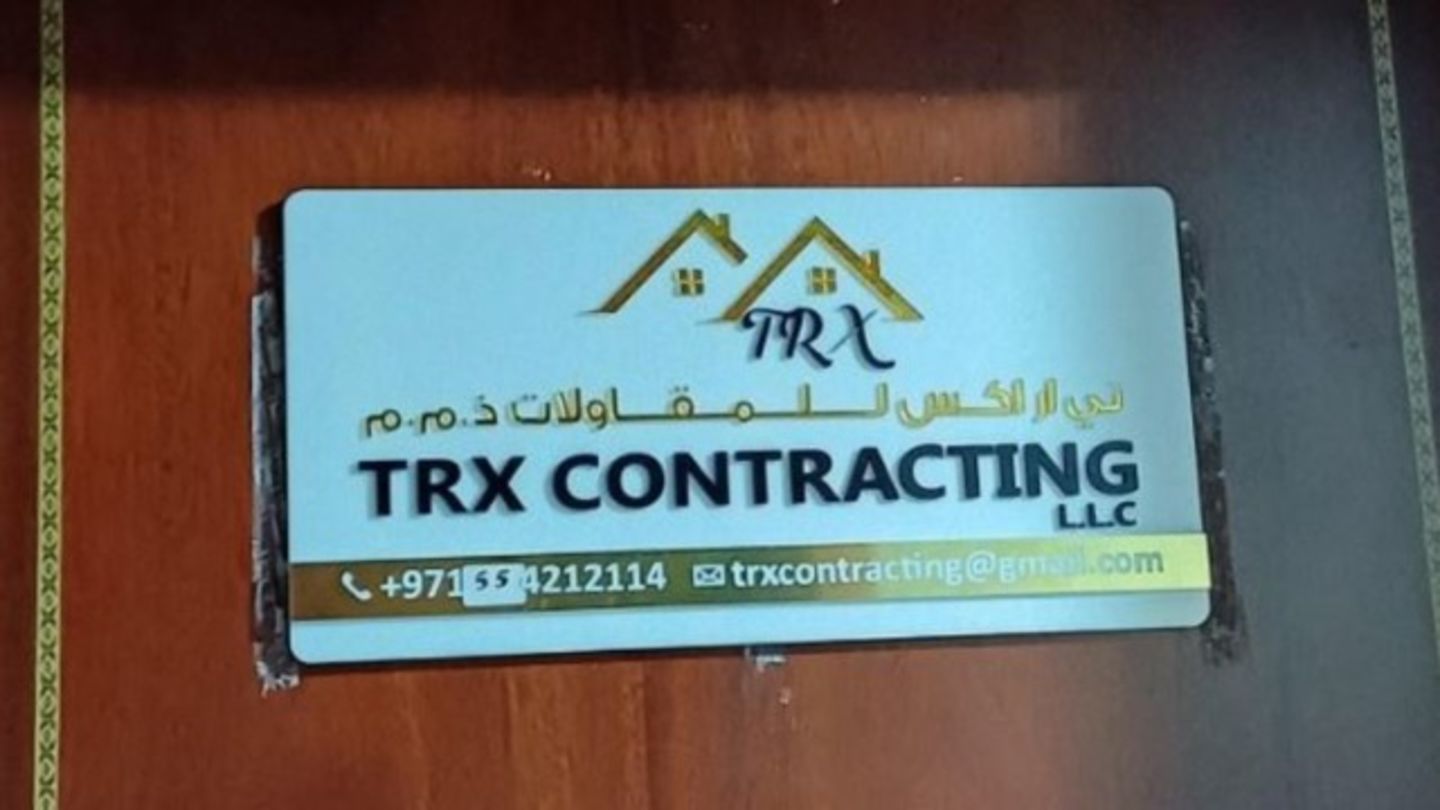 TRX
تي ار اكس للمقاولات ذ.م.م
TRX CONTRACTING
L.L.C
+971 55 4212114 trxcontracting@gmail.com